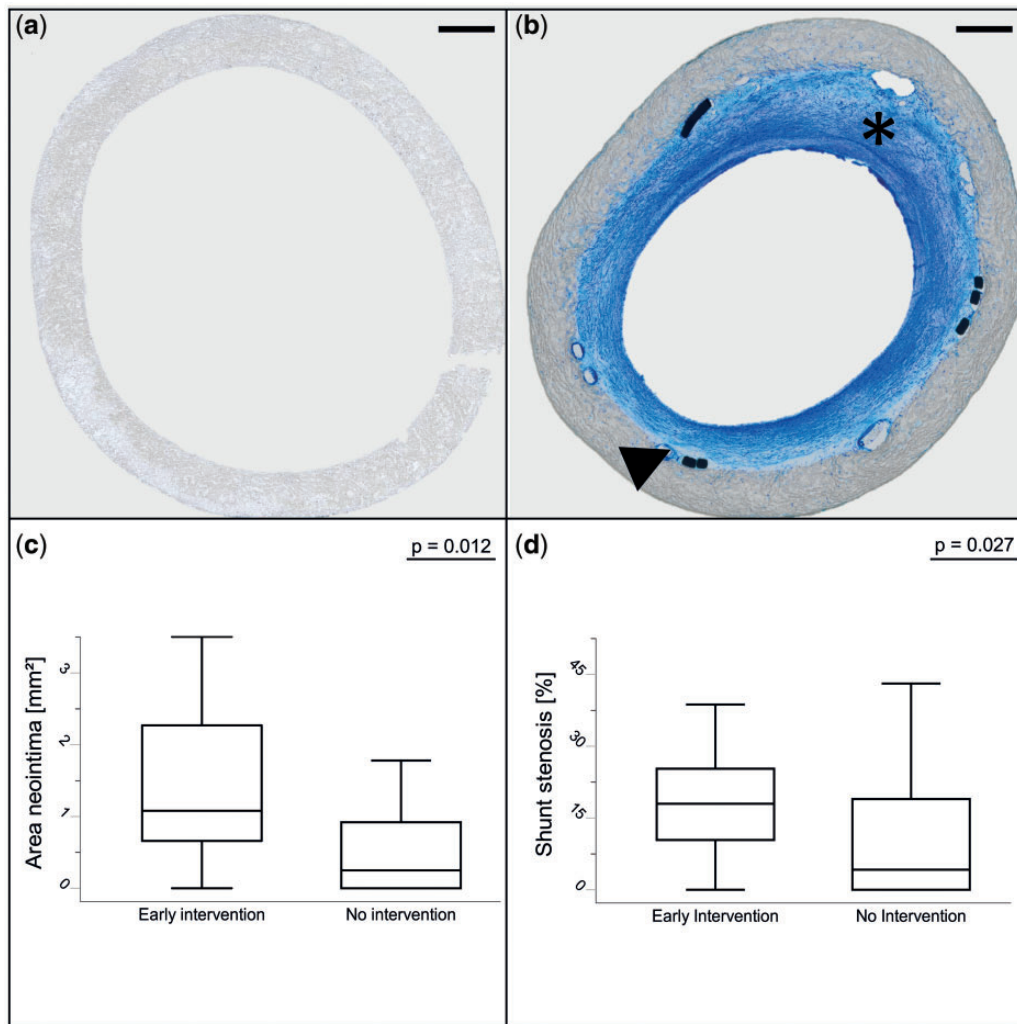 (a)
(b)
*
(c)
p = 0.012
Area neointima [mm²]
3
2
1
0
Early intervention
No intervention
(d)
p = 0.027
Shunt stenosis [%]
45
30
15
0
Early Intervention
No Intervention